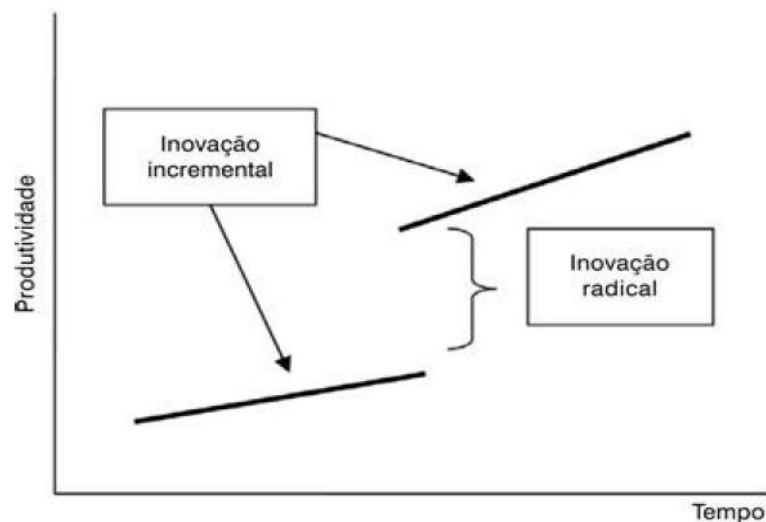 Inovação
incremental
Inovação
radical
Produtividade
Tempo